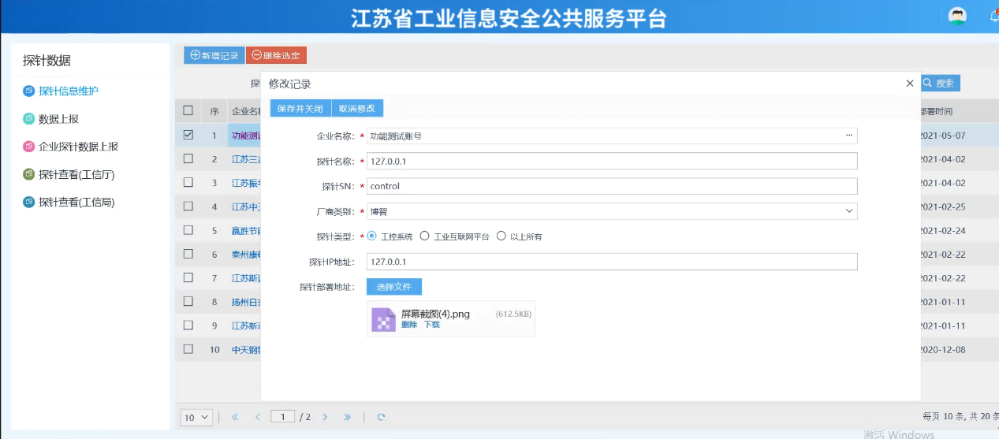 江苏省工业信息安全公共服务平台
探针数据
探针信息维护
数据上报
企业探针数据上报
探针查看(工信厅)
探针查看(工信局)
新增记录 删除选定
搜索
修改记录
保存并关闭 取消修改
企业名称: * 功能测试账号 ...
探针名称: * 127.0.0.1
探针SN: * control
厂商类别: * 博智
探针类型: * 工控系统 工业互联网平台 以上所有
探针IP地址: 127.0.0.1
探针部署地址: 选择文件
屏幕截图(4).png (612.5KB)
删除 下载
序 企业名称 部署时间
1 功能测试 2021-05-07
2 江苏三 2021-04-02
3 江苏振 2021-04-02
4 江苏中 2021-02-25
5 赢胜节 2021-02-24
6 泰州康 2021-02-22
7 江苏斯 2021-02-22
8 扬州日 2021-01-11
9 江苏新 2021-01-11
10 中天钢 2020-12-08
10 1 / 2 每页 10 条, 共 20 条
激活 Windows